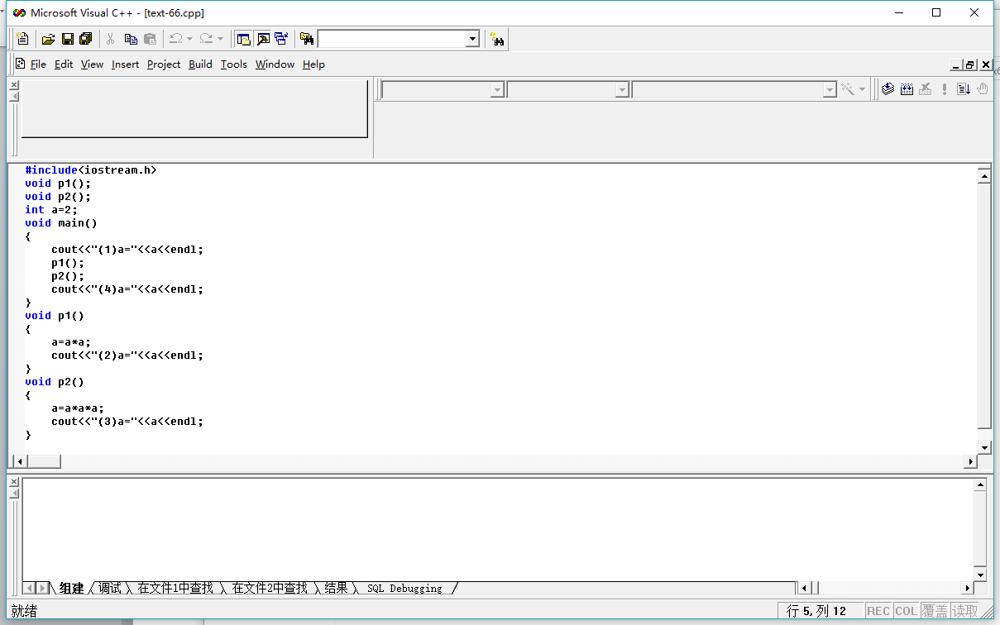 Microsoft Visual C++ - [text-66.cpp]
File Edit View Insert Project Build Tools Window Help
#include<iostream.h>
void p1();
void p2();
int a=2;
void main()
{
    cout<<"(1)a="<<a<<endl;
    p1();
    p2();
    cout<<"(4)a="<<a<<endl;
}
void p1()
{
    a=a*a;
    cout<<"(2)a="<<a<<endl;
}
void p2()
{
    a=a*a*a;
    cout<<"(3)a="<<a<<endl;
}
组建 调试 在文件1中查找 在文件2中查找 结果 SQL Debugging
就绪 行 5, 列 12 REC COL 覆盖 读取